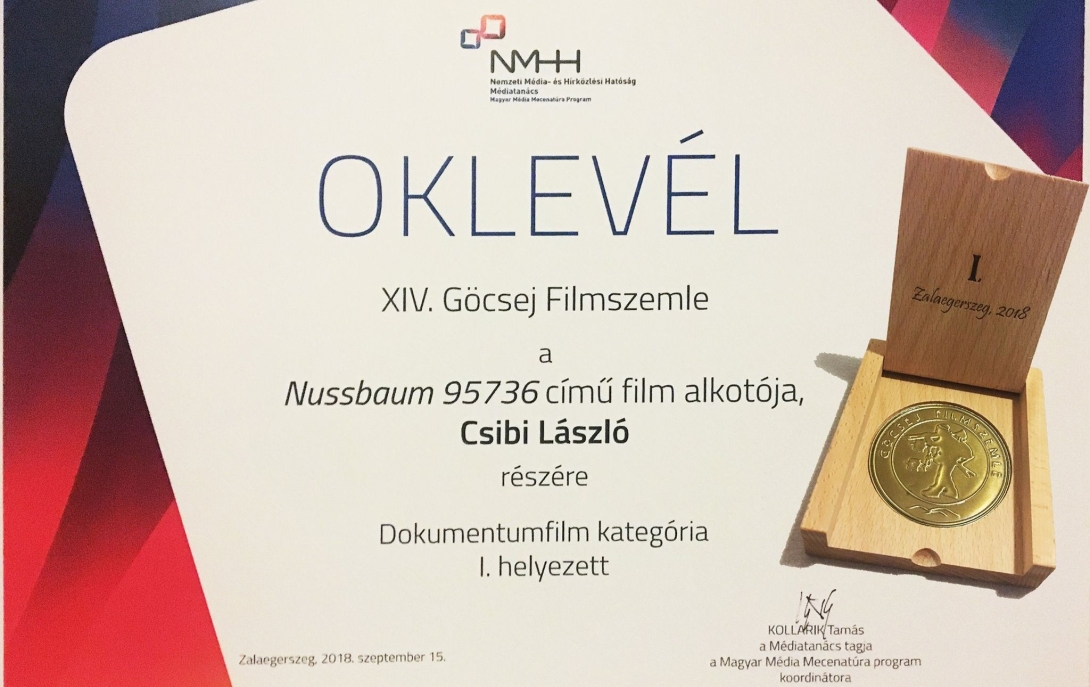 NMHH
Nemzeti Média- és Hírközlési Hatóság
Médiatanács
Magyar Média Mecenatúra Program
OKLEVÉL
XIV. Göcsej Filmszemle
a
Nussbaum 95736 című film alkotója,
Csibi László
részére
Dokumentumfilm kategória
I. helyezett
I.
Zalaegerszeg, 2018
GÖCSEJ FILMSZEMLE
KOLLARIK Tamás
a Médiatanács tagja
a Magyar Média Mecenatúra program
koordinátora
Zalaegerszeg, 2018. szeptember 15.